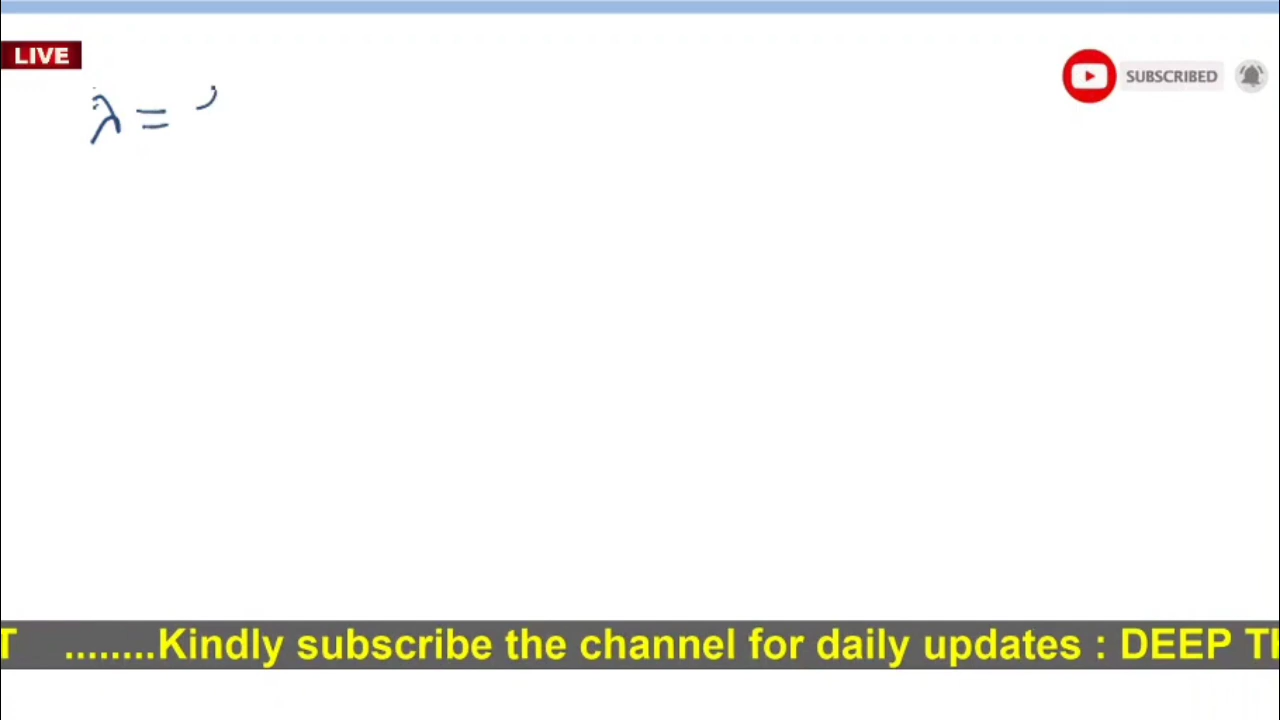 LIVE
SUBSCRIBED
λ =
T ........Kindly subscribe the channel for daily updates : DEEP